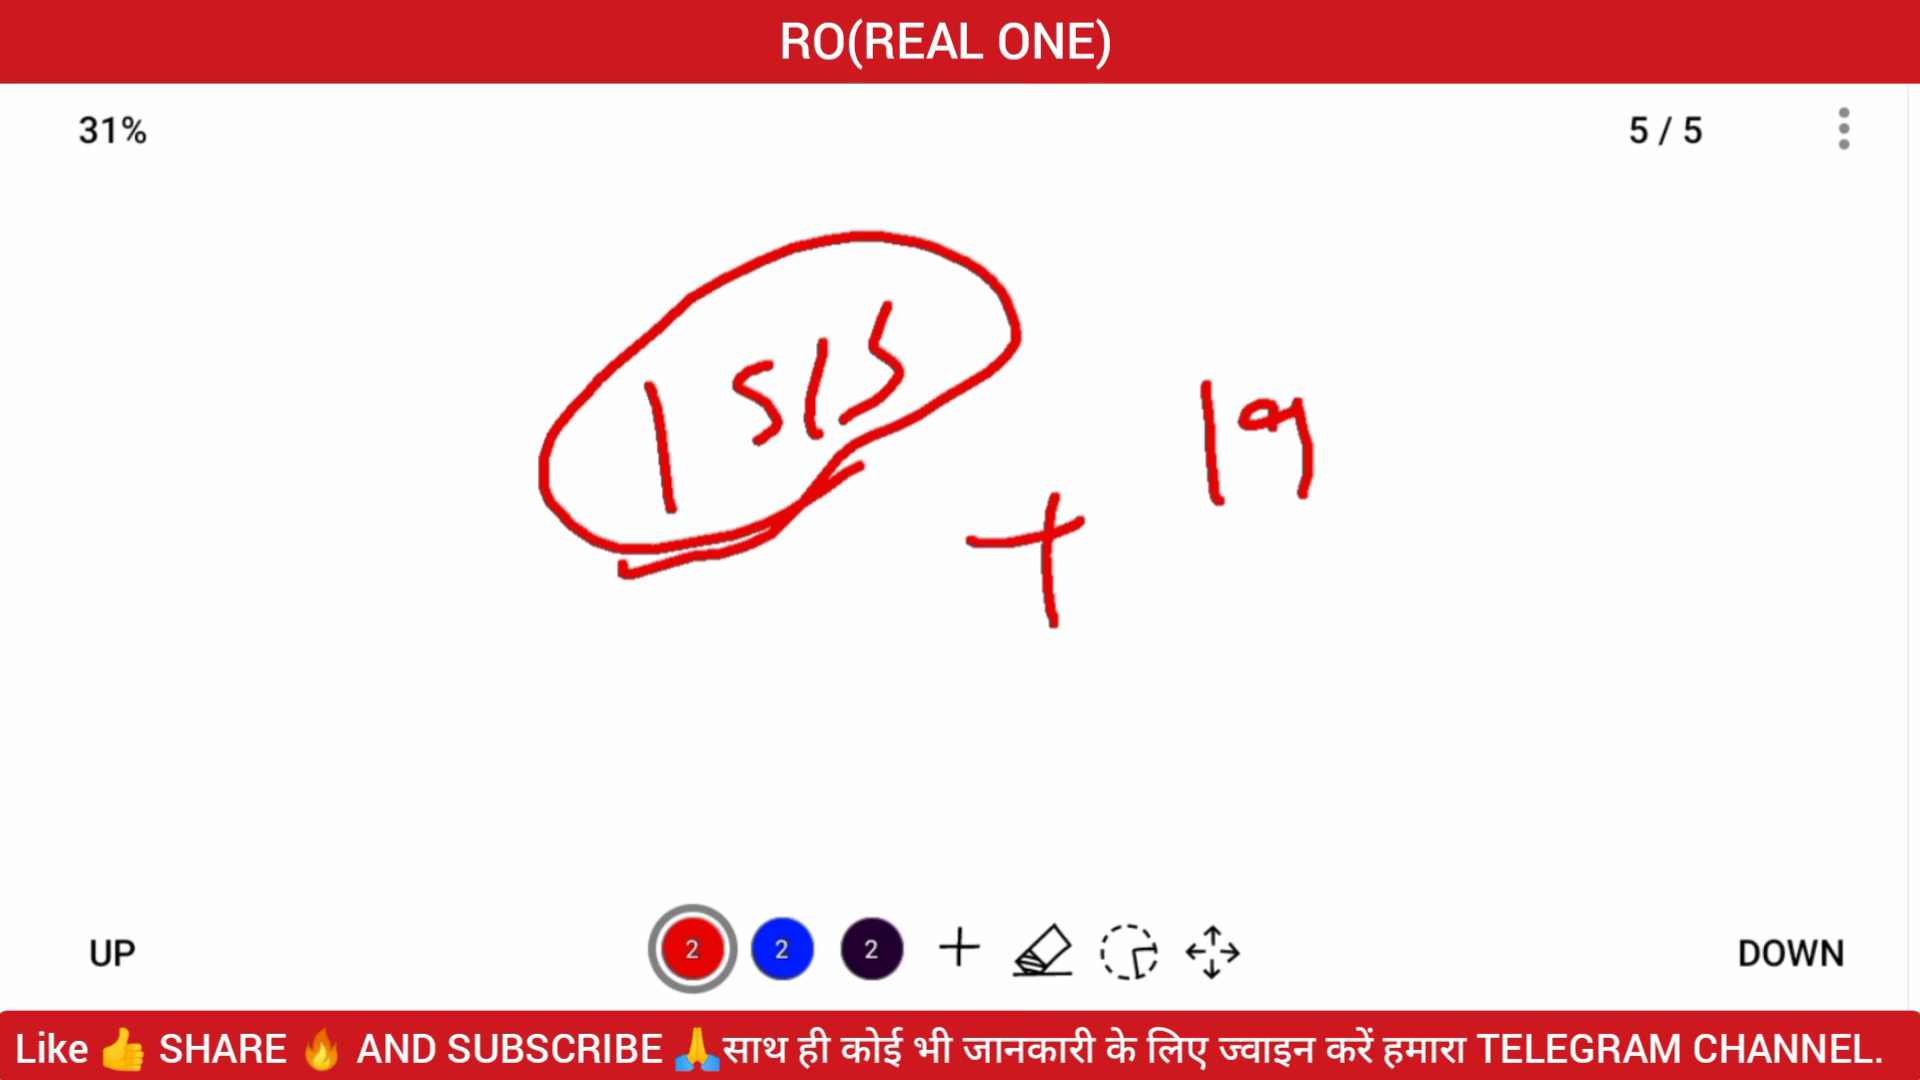 RO(REAL ONE)
31% 5 / 5
1515
+ 19
UP 2 2 2 DOWN
Like 👍 SHARE 🔥 AND SUBSCRIBE 🙏साथ ही कोई भी जानकारी के लिए ज्वाइन करें हमारा TELEGRAM CHANNEL.